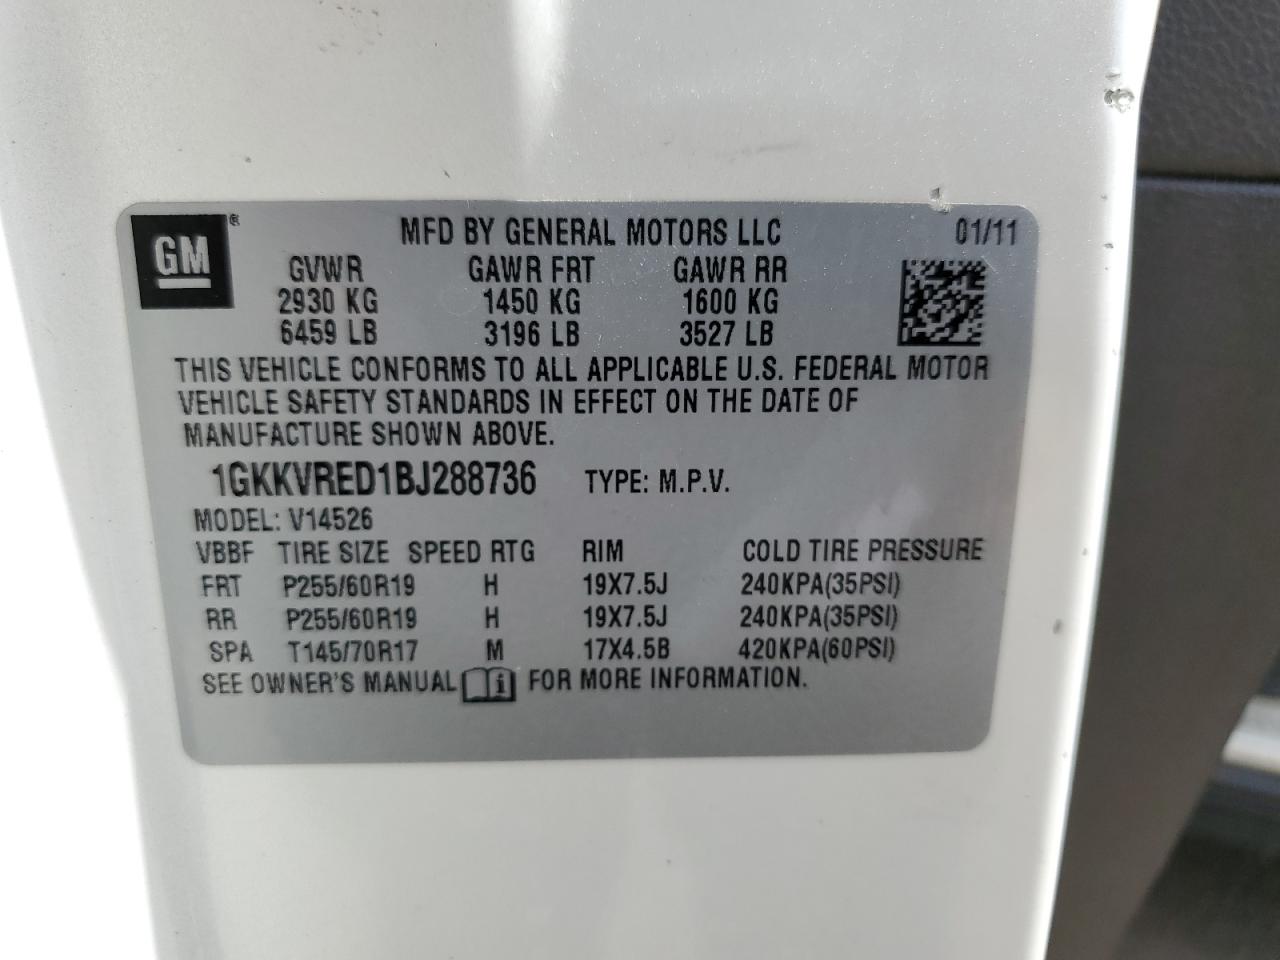 GM® MFD BY GENERAL MOTORS LLC 01/11
GVWR GAWR FRT GAWR RR
2930 KG 1450 KG 1600 KG
6459 LB 3196 LB 3527 LB
THIS VEHICLE CONFORMS TO ALL APPLICABLE U.S. FEDERAL MOTOR
VEHICLE SAFETY STANDARDS IN EFFECT ON THE DATE OF
MANUFACTURE SHOWN ABOVE.
1GKKVRED1BJ288736 TYPE: M.P.V.
MODEL: V14526
VBBF TIRE SIZE SPEED RTG RIM COLD TIRE PRESSURE
FRT P255/60R19 H 19X7.5J 240KPA(35PSI)
RR P255/60R19 H 19X7.5J 240KPA(35PSI)
SPA T145/70R17 M 17X4.5B 420KPA(60PSI)
SEE OWNER'S MANUAL i FOR MORE INFORMATION.